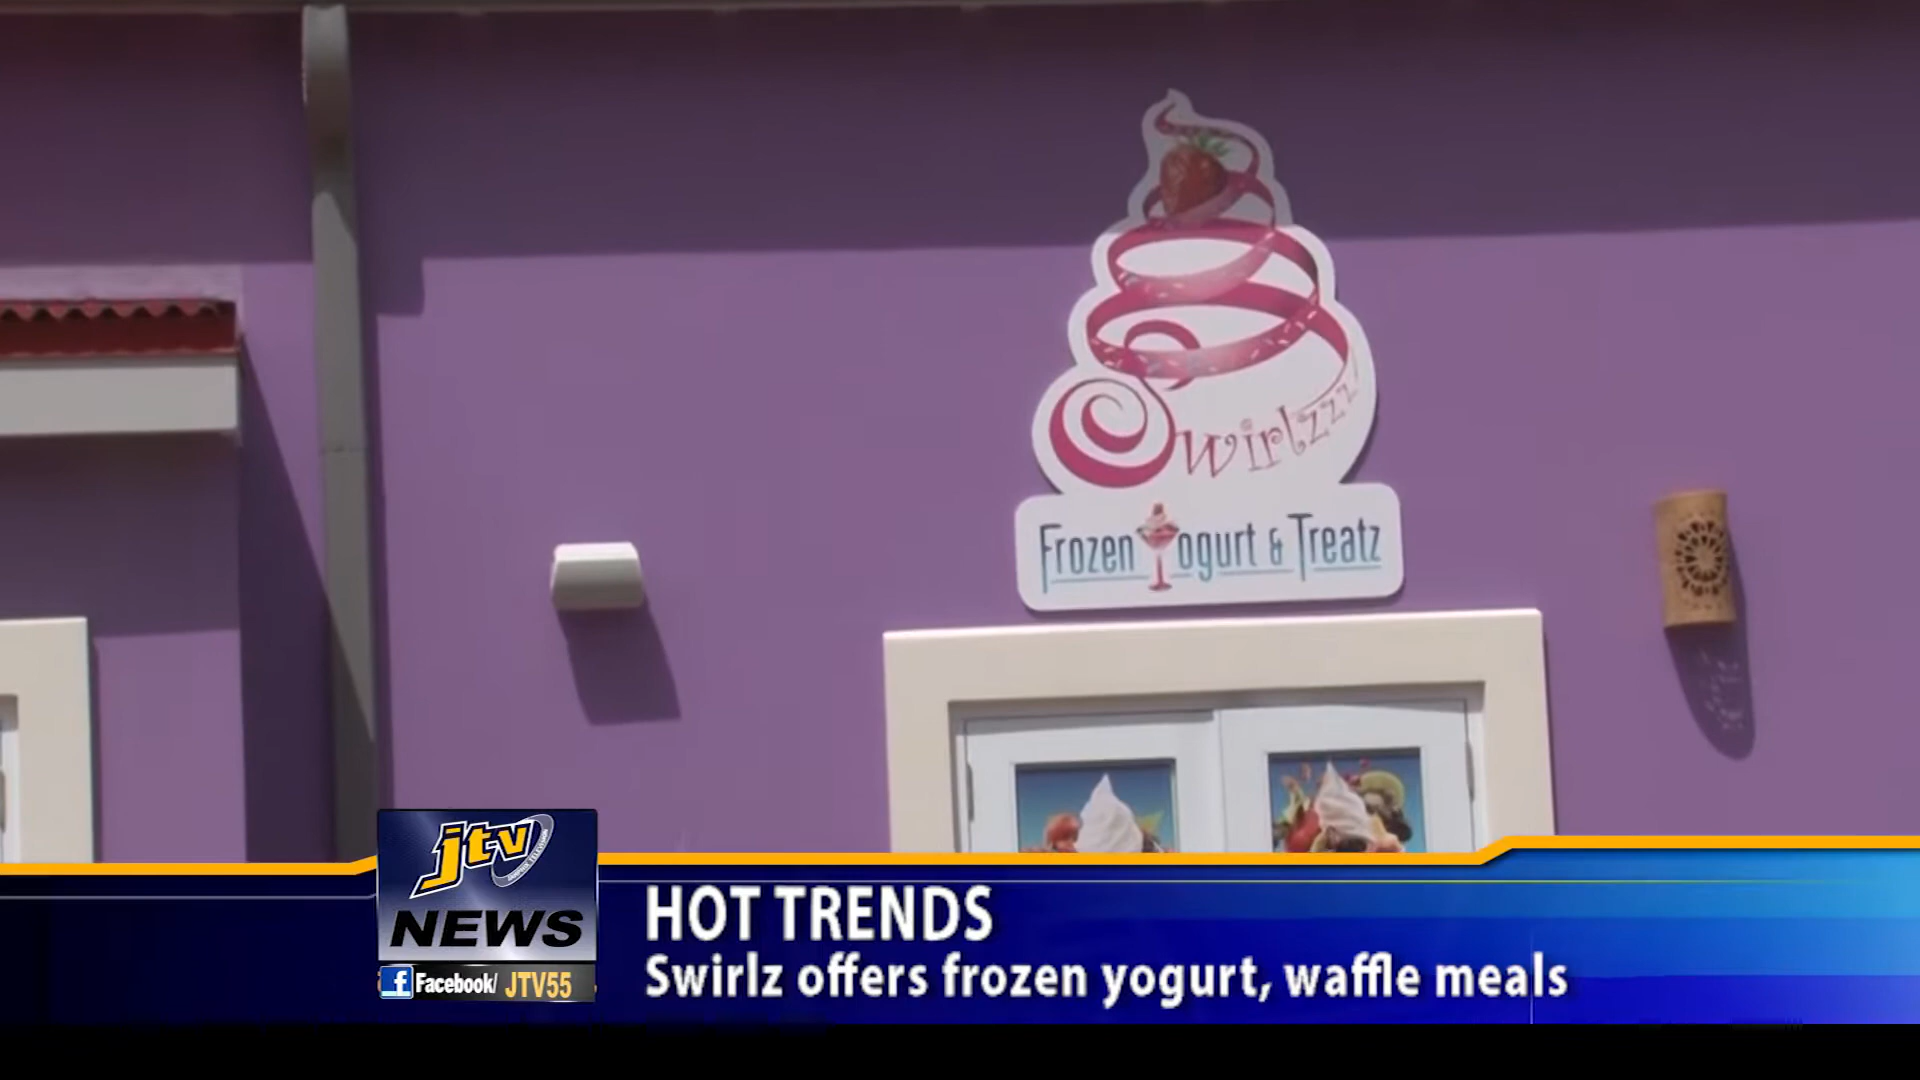 Swirlzzz!
Frozen Yogurt & Treatz
jtv
NEWS
Facebook/ JTV55
HOT TRENDS
Swirlz offers frozen yogurt, waffle meals